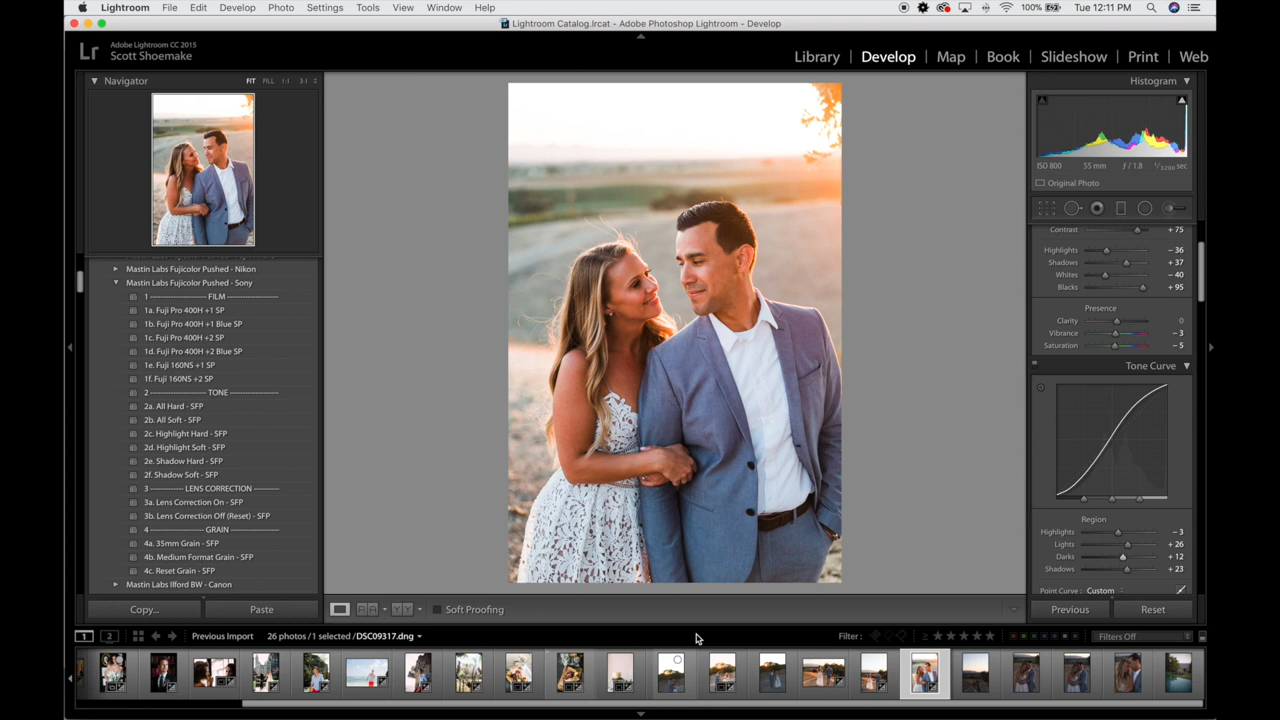 Lightroom File Edit Develop Photo Settings Tools View Window Help 100% Tue 12:11 PM
Lightroom Catalog.lrcat - Adobe Photoshop Lightroom - Develop
Lr Adobe Lightroom CC 2015
Scott Shoemake
Library | Develop | Map | Book | Slideshow | Print | Web
Navigator FIT FILL 1:1 3:1
Histogram
ISO 800 55 mm ƒ / 1.8 1/3200 sec
Original Photo
Contrast + 75
Highlights − 36
Shadows + 37
Whites − 40
Blacks + 95
Presence
Clarity 0
Vibrance − 3
Saturation − 5
Tone Curve
Region
Highlights − 3
Lights + 26
Darks + 12
Shadows + 23
Point Curve: Custom
Previous Reset
Mastin Labs Fujicolor Pushed - Nikon
Mastin Labs Fujicolor Pushed - Sony
1 ---------------------- FILM ----------------------
1a. Fuji Pro 400H +1 SP
1b. Fuji Pro 400H +1 Blue SP
1c. Fuji Pro 400H +2 SP
1d. Fuji Pro 400H +2 Blue SP
1e. Fuji 160NS +1 SP
1f. Fuji 160NS +2 SP
2 ---------------------- TONE ---------------------
2a. All Hard - SFP
2b. All Soft - SFP
2c. Highlight Hard - SFP
2d. Highlight Soft - SFP
2e. Shadow Hard - SFP
2f. Shadow Soft - SFP
3 ------------- LENS CORRECTION ----------
3a. Lens Correction On - SFP
3b. Lens Correction Off (Reset) - SFP
4 --------------------- GRAIN ---------------------
4a. 35mm Grain - SFP
4b. Medium Format Grain - SFP
4c. Reset Grain - SFP
Mastin Labs Ilford BW - Canon
Copy... Paste
Soft Proofing
1 2 Previous Import 26 photos / 1 selected / DSC09317.dng
Filter : Filters Off